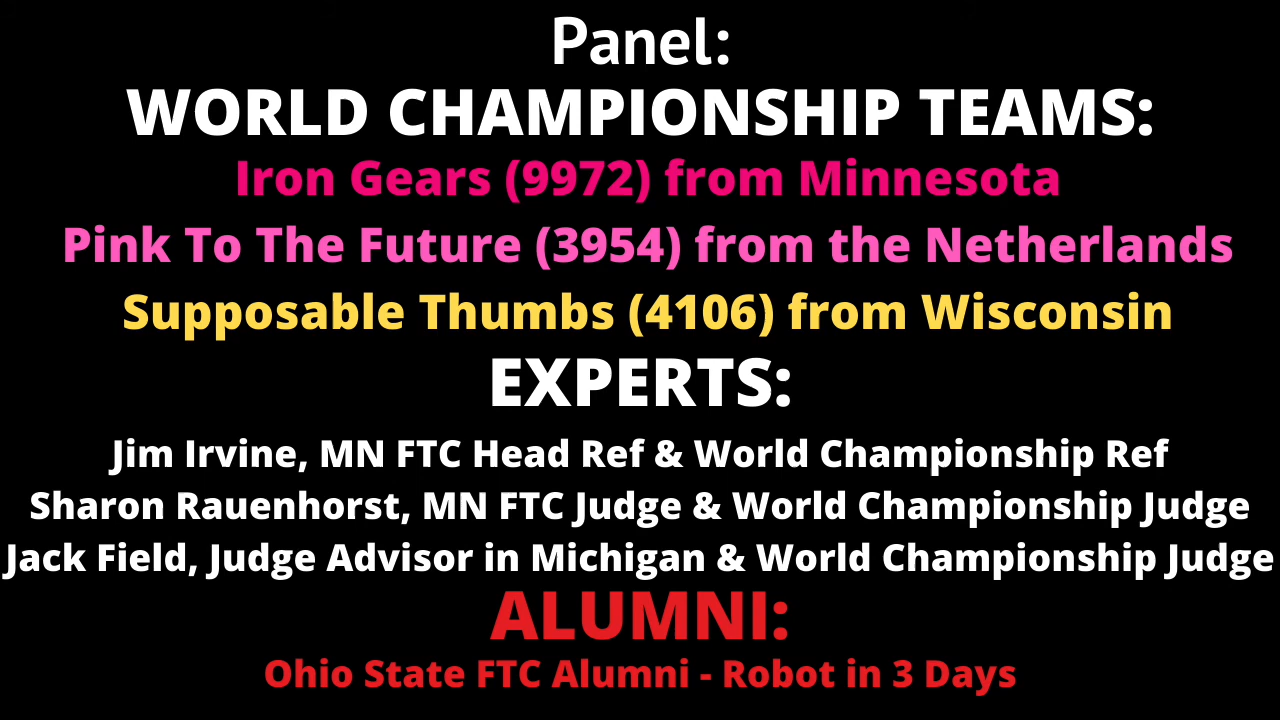 Panel:
WORLD CHAMPIONSHIP TEAMS:
Iron Gears (9972) from Minnesota
Pink To The Future (3954) from the Netherlands
Supposable Thumbs (4106) from Wisconsin
EXPERTS:
Jim Irvine, MN FTC Head Ref & World Championship Ref
Sharon Rauenhorst, MN FTC Judge & World Championship Judge
Jack Field, Judge Advisor in Michigan & World Championship Judge
ALUMNI:
Ohio State FTC Alumni - Robot in 3 Days